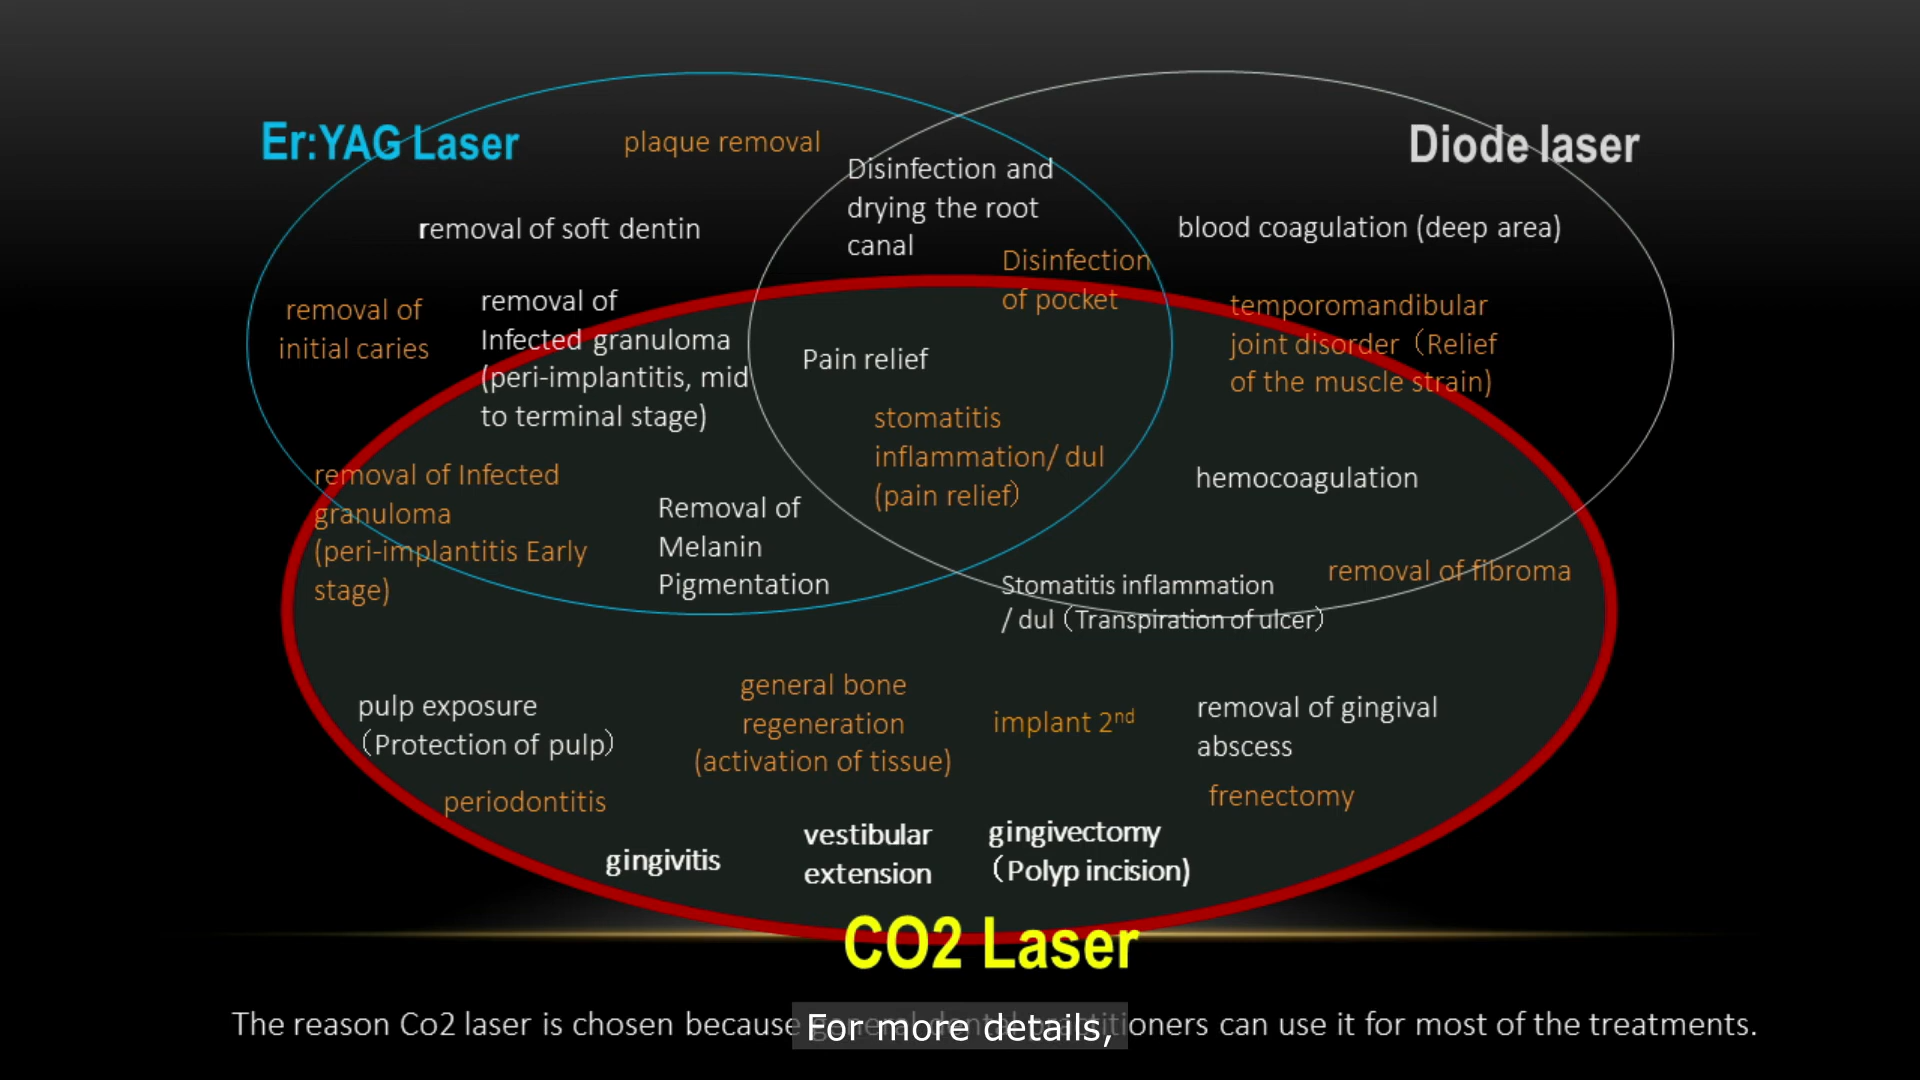 Er:YAG Laser
Diode laser
plaque removal
Disinfection and
drying the root
canal
removal of soft dentin
blood coagulation (deep area)
Disinfection
of pocket
removal of
initial caries
removal of
Infected granuloma
(peri-implantitis, mid
to terminal stage)
temporomandibular
joint disorder（Relief
of the muscle strain)
Pain relief
stomatitis
inflammation/ dul
(pain relief）
removal of Infected
granuloma
(peri-implantitis Early
stage)
Removal of
Melanin
Pigmentation
hemocoagulation
Stomatitis inflammation
/ dul（Transpiration of ulcer）
removal of fibroma
pulp exposure
（Protection of pulp）
general bone
regeneration
(activation of tissue)
implant 2nd
removal of gingival
abscess
periodontitis
frenectomy
gingivitis
vestibular
extension
gingivectomy
（Polyp incision)
CO2 Laser
The reason Co2 laser is chosen because general dental practitioners can use it for most of the treatments.
For more details,